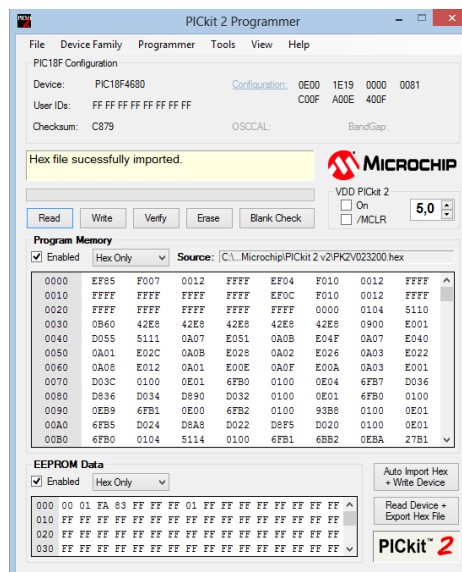 PICkit 2 Programmer
File Device Family Programmer Tools View Help
PIC18F Configuration
Device: PIC18F4680 Configuration: 0E00 1E19 0000 0081
C00F A00E 400F
User IDs: FF FF FF FF FF FF FF FF
Checksum: C879 OSCCAL: BandGap:
Hex file sucessfully imported.
MICROCHIP
VDD PICkit 2
On
/MCLR
5,0
Read Write Verify Erase Blank Check
Program Memory
Enabled Hex Only Source: C:\...Microchip\PICkit 2 v2\PK2V023200.hex
0000 EF85 F007 0012 FFFF EF04 F010 0012 FFFF
0010 FFFF FFFF FFFF FFFF EF0C F010 0012 FFFF
0020 FFFF FFFF FFFF FFFF FFFF 0000 0104 5110
0030 0B60 42E8 42E8 42E8 42E8 42E8 0900 E001
0040 D055 5111 0A07 E051 0A0B E04F 0A07 E040
0050 0A01 E02C 0A0B E028 0A02 E026 0A03 E022
0060 0A08 E012 0A01 E00E 0A0F E00A 0A03 E001
0070 D03C 0100 0E01 6FB0 0100 0E04 6FB7 D036
0080 D836 D034 D890 D032 0100 0E01 6FB0 0100
0090 0EB9 6FB1 0E00 6FB2 0100 93B8 0100 0E01
00A0 6FB5 D024 D8A8 D022 D8F5 D020 0100 0E01
00B0 6FB5 0104 5114 0100 6FB1 6BB2 0EBA 27B1
EEPROM Data
Enabled Hex Only
000 00 01 FA 83 FF FF FF 01 FF FF FF FF FF FF FF FF
010 FF FF FF FF FF FF FF FF FF FF FF FF FF FF FF FF
020 FF FF FF FF FF FF FF FF FF FF FF FF FF FF FF FF
030 FF FF FF FF FF FF FF FF FF FF FF FF FF FF FF FF
Auto Import Hex
+ Write Device
Read Device +
Export Hex File
PICkit™ 2